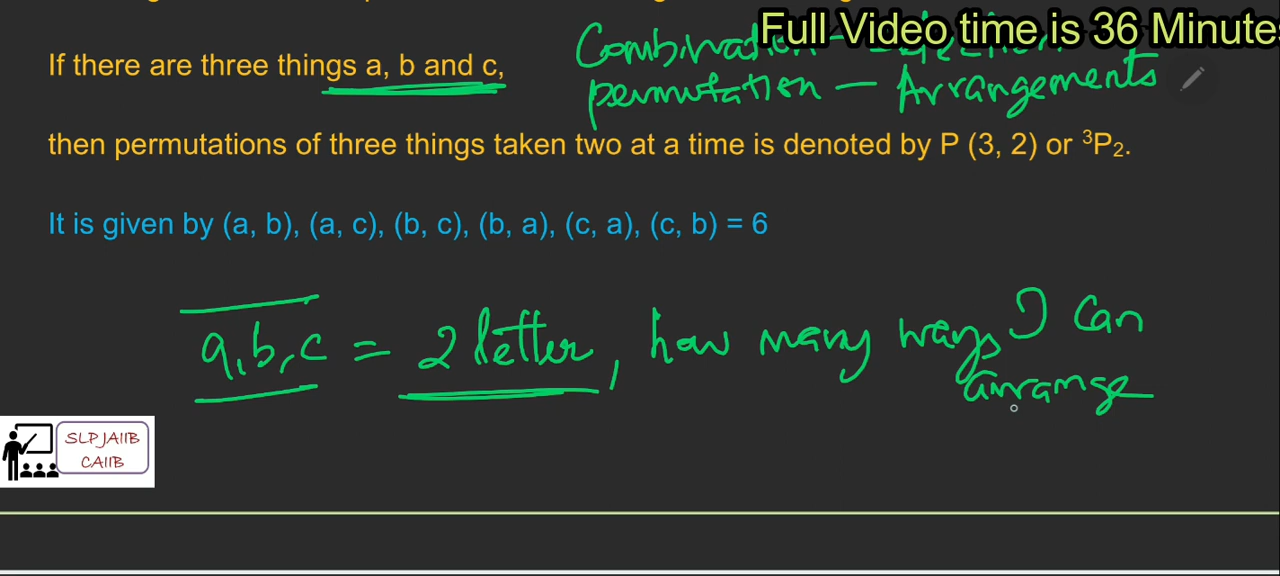 Full Video time is 36 Minute
Combination -
If there are three things a, b and c,
permutation - Arrangements
then permutations of three things taken two at a time is denoted by P (3, 2) or ³P₂.
It is given by (a, b), (a, c), (b, c), (b, a), (c, a), (c, b) = 6
a, b, c = 2 letter, how many ways I can
arrange
SLP JAIIB
CAIIB